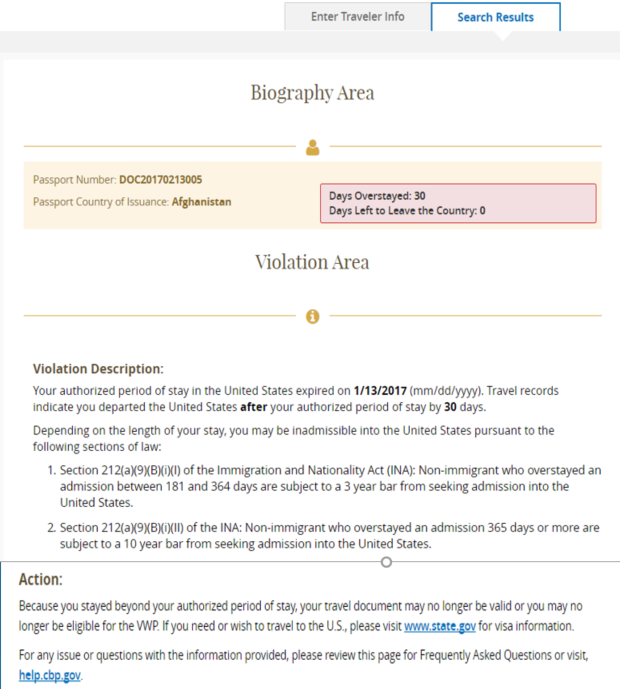 Enter Traveler Info
Search Results
Biography Area
Passport Number: DOC20170213005
Passport Country of Issuance: Afghanistan
Days Overstayed: 30
Days Left to Leave the Country: 0
Violation Area
Violation Description:
Your authorized period of stay in the United States expired on 1/13/2017 (mm/dd/yyyy). Travel records
indicate you departed the United States after your authorized period of stay by 30 days.
Depending on the length of your stay, you may be inadmissible into the United States pursuant to the
following sections of law:
1. Section 212(a)(9)(B)(i)(I) of the Immigration and Nationality Act (INA): Non-immigrant who overstayed an
admission between 181 and 364 days are subject to a 3 year bar from seeking admission into the
United States.
2. Section 212(a)(9)(B)(i)(II) of the INA: Non-immigrant who overstayed an admission 365 days or more are
subject to a 10 year bar from seeking admission into the United States.
Action:
Because you stayed beyond your authorized period of stay, your travel document may no longer be valid or you may no
longer be eligible for the VWP. If you need or wish to travel to the U.S., please visit www.state.gov for visa information.
For any issue or questions with the information provided, please review this page for Frequently Asked Questions or visit,
help.cbp.gov.